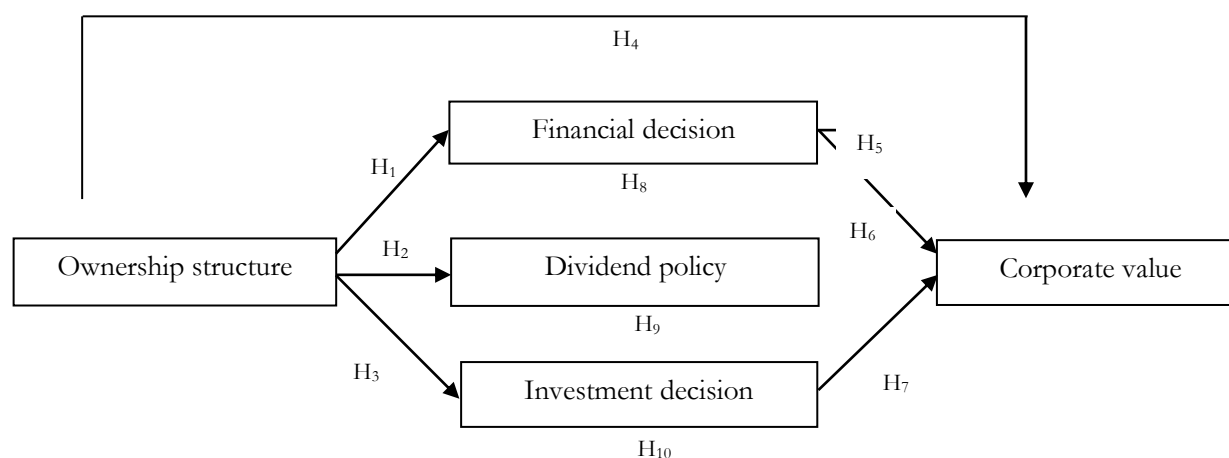 H₄
Financial decision
H₅
H₁
H₈
H₆
H₂
Ownership structure
Dividend policy
Corporate value
H₉
H₃
Investment decision
H₇
H₁₀